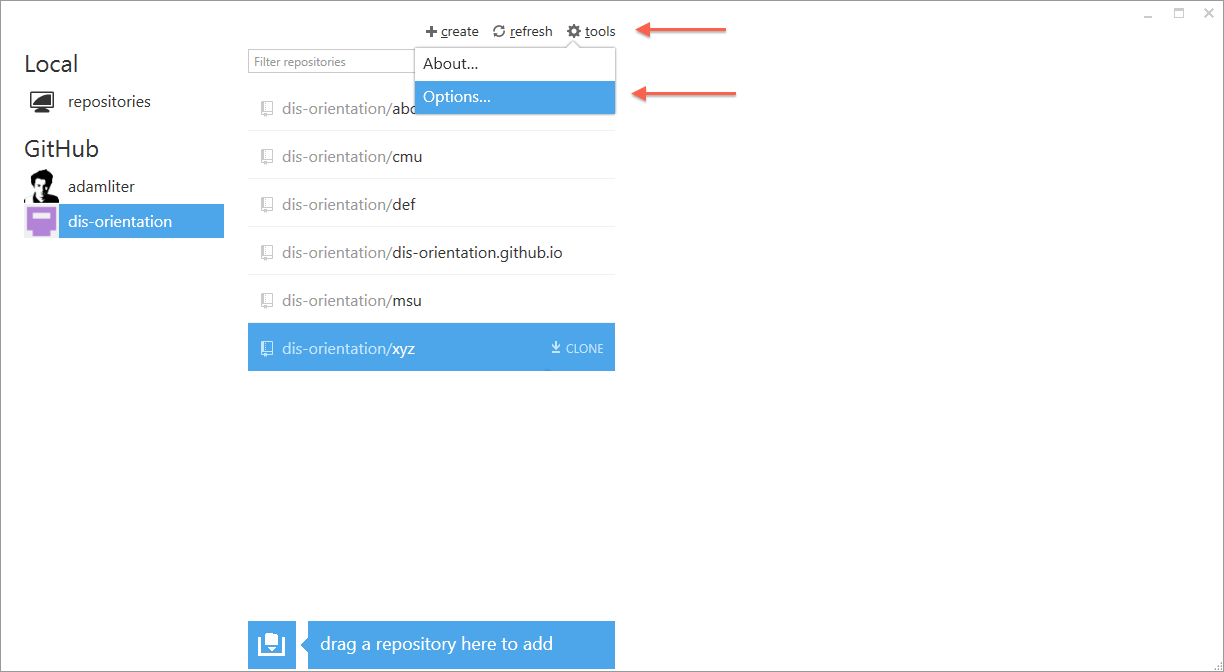 create refresh tools
Local
repositories
GitHub
adamliter
dis-orientation
Filter repositories
About...
Options...
dis-orientation/abc
dis-orientation/cmu
dis-orientation/def
dis-orientation/dis-orientation.github.io
dis-orientation/msu
dis-orientation/xyz CLONE
drag a repository here to add